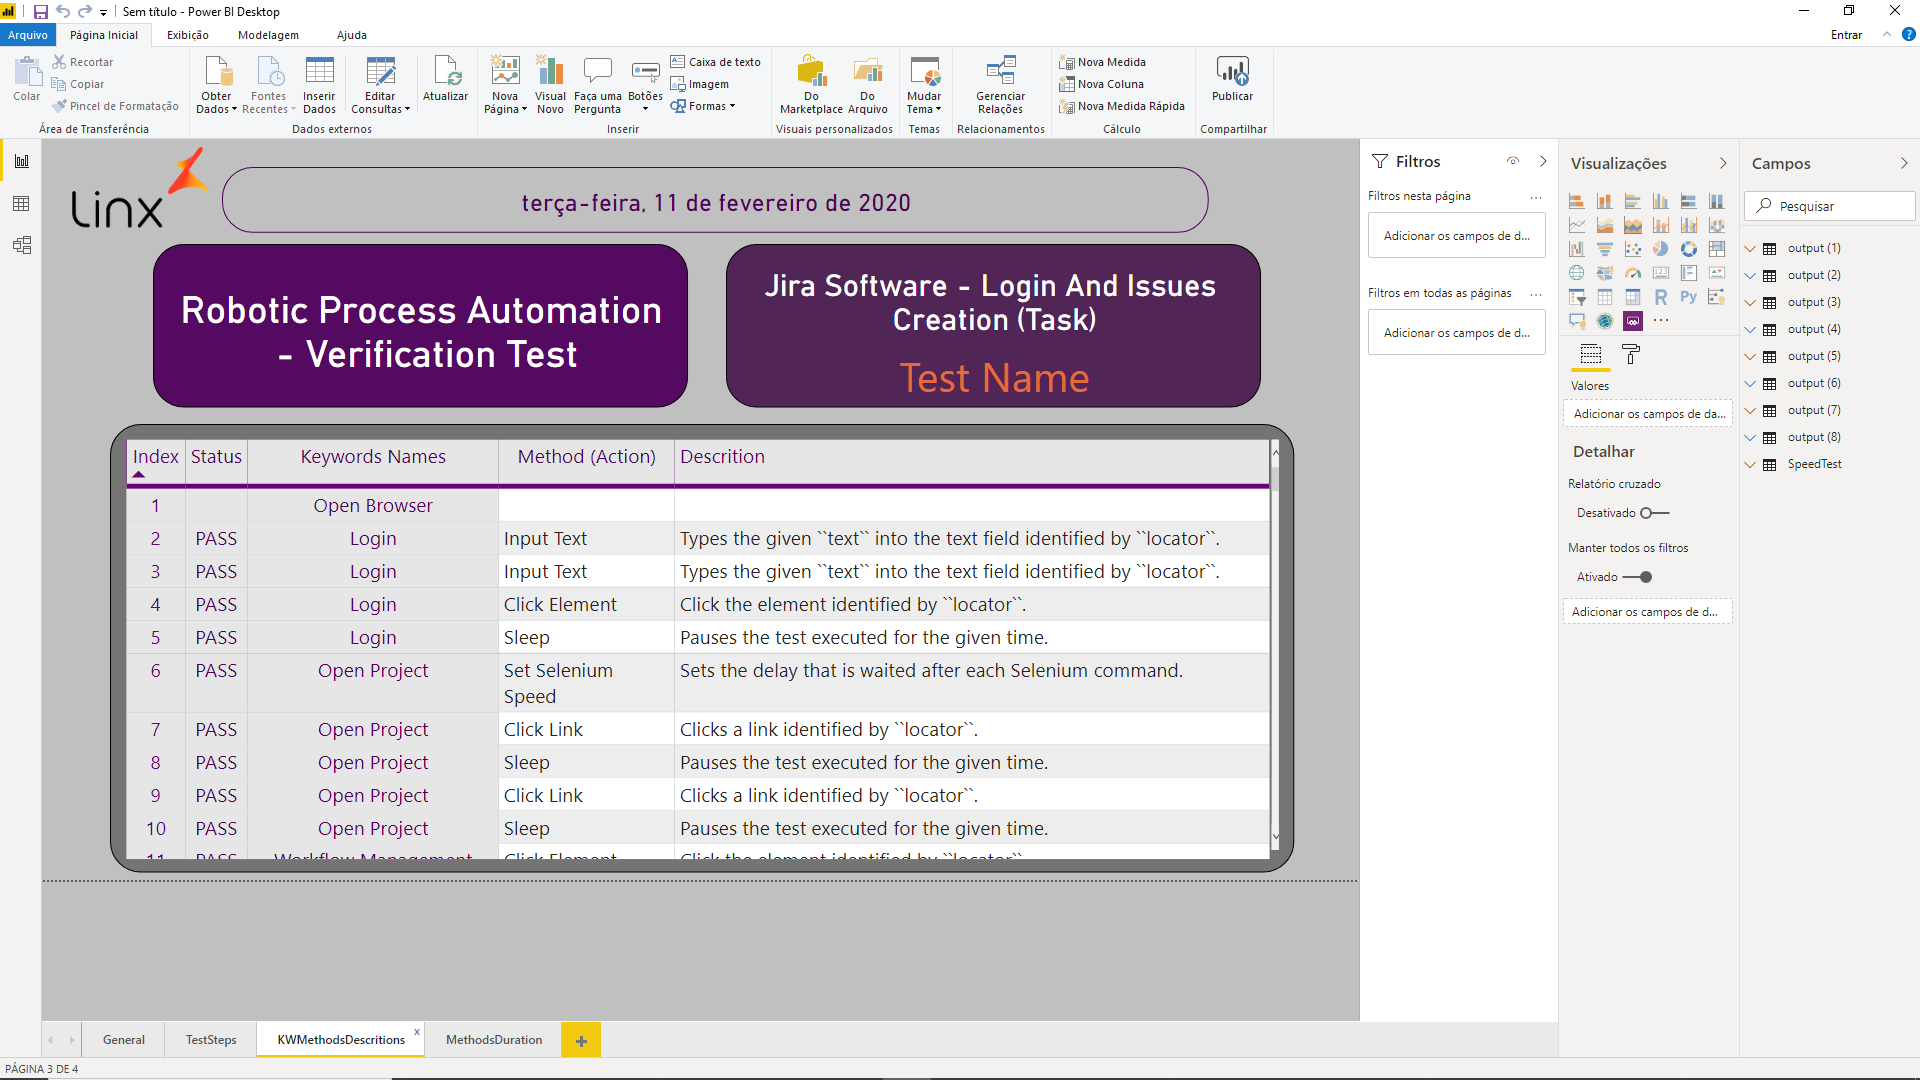 Sem título - Power BI Desktop
Arquivo
Página Inicial
Exibição
Modelagem
Ajuda
Entrar
Colar
Recortar
Copiar
Pincel de Formatação
Área de Transferência
Obter Dados
Fontes Recentes
Inserir Dados
Editar Consultas
Atualizar
Dados externos
Nova Página
Visual Novo
Faça uma Pergunta
Botões
Caixa de texto
Imagem
Formas
Inserir
Do Marketplace
Do Arquivo
Visuais personalizados
Mudar Tema
Temas
Gerenciar Relações
Relacionamentos
Nova Medida
Nova Coluna
Nova Medida Rápida
Cálculo
Publicar
Compartilhar
Linx
terça-feira, 11 de fevereiro de 2020
Robotic Process Automation
- Verification Test
Jira Software - Login And Issues
Creation (Task)
Test Name
Index Status Keywords Names Method (Action) Descrition
1 Open Browser
2 PASS Login Input Text Types the given ``text`` into the text field identified by ``locator``.
3 PASS Login Input Text Types the given ``text`` into the text field identified by ``locator``.
4 PASS Login Click Element Click the element identified by ``locator``.
5 PASS Login Sleep Pauses the test executed for the given time.
6 PASS Open Project Set Selenium Speed Sets the delay that is waited after each Selenium command.
7 PASS Open Project Click Link Clicks a link identified by ``locator``.
8 PASS Open Project Sleep Pauses the test executed for the given time.
9 PASS Open Project Click Link Clicks a link identified by ``locator``.
10 PASS Open Project Sleep Pauses the test executed for the given time.
11 PASS Workflow Management Click Element Click the element identified by ``locator``
Filtros
Filtros nesta página ...
Adicionar os campos de d...
Filtros em todas as páginas ...
Adicionar os campos de d...
Visualizações
R
Py
...
Valores
Adicionar os campos de da...
Detalhar
Relatório cruzado
Desativado
Manter todos os filtros
Ativado
Adicionar os campos de d...
Campos
Pesquisar
output (1)
output (2)
output (3)
output (4)
output (5)
output (6)
output (7)
output (8)
SpeedTest
General
TestSteps
KWMethodsDescritions
x
MethodsDuration
PÁGINA 3 DE 4